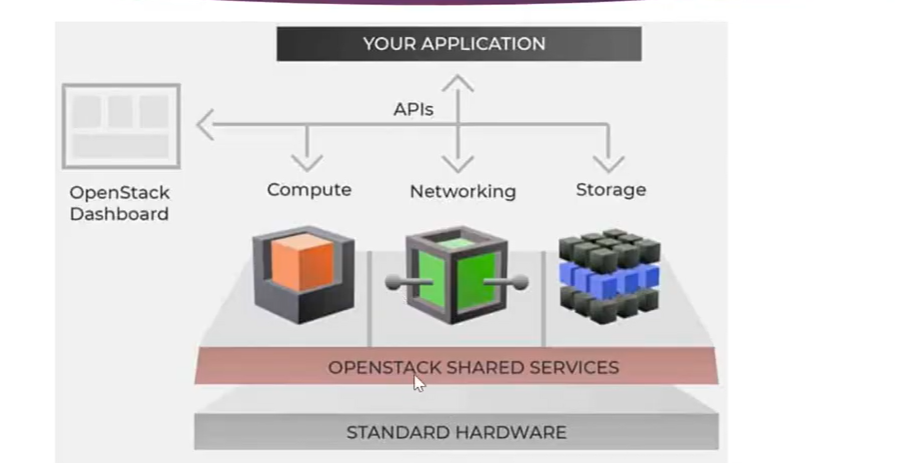 YOUR APPLICATION
APIs
OpenStack
Dashboard
Compute
Networking
Storage
OPENSTACK SHARED SERVICES
STANDARD HARDWARE